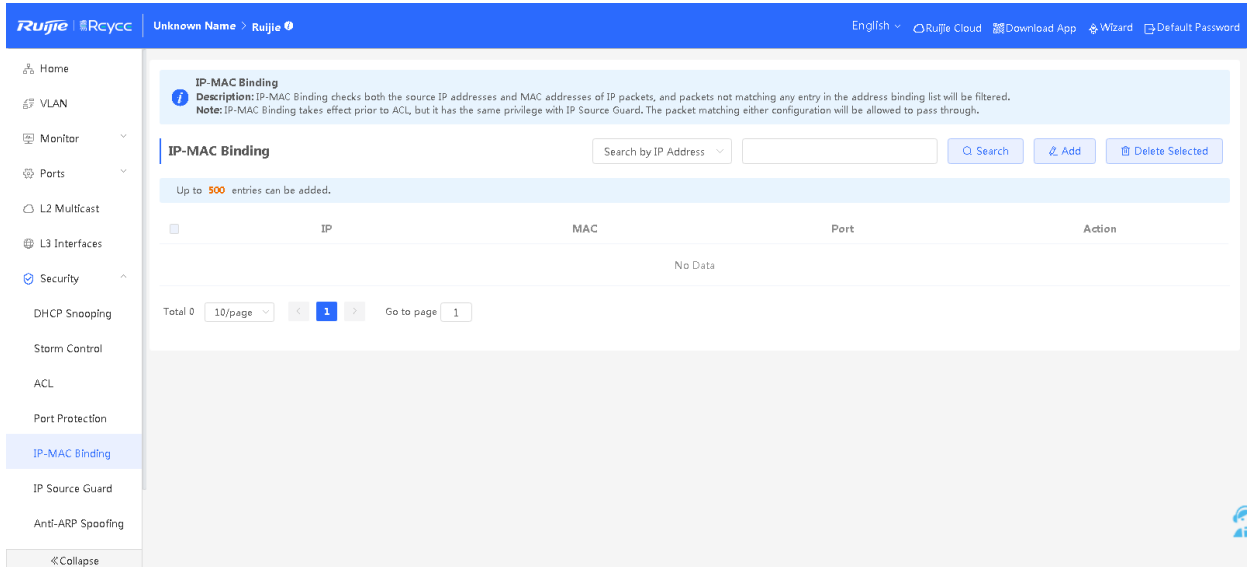 Ruijie Rcycc Unknown Name > Ruijie English Ruijie Cloud Download App Wizard Default Password
Home
VLAN
Monitor
Ports
L2 Multicast
L3 Interfaces
Security
DHCP Snooping
Storm Control
ACL
Port Protection
IP-MAC Binding
IP Source Guard
Anti-ARP Spoofing
«Collapse
IP-MAC Binding
Description: IP-MAC Binding checks both the source IP addresses and MAC addresses of IP packets, and packets not matching any entry in the address binding list will be filtered.
Note: IP-MAC Binding takes effect prior to ACL, but it has the same privilege with IP Source Guard. The packet matching either configuration will be allowed to pass through.
IP-MAC Binding Search by IP Address Search Add Delete Selected
Up to 500 entries can be added.
IP MAC Port Action
No Data
Total 0 10/page < 1 > Go to page 1